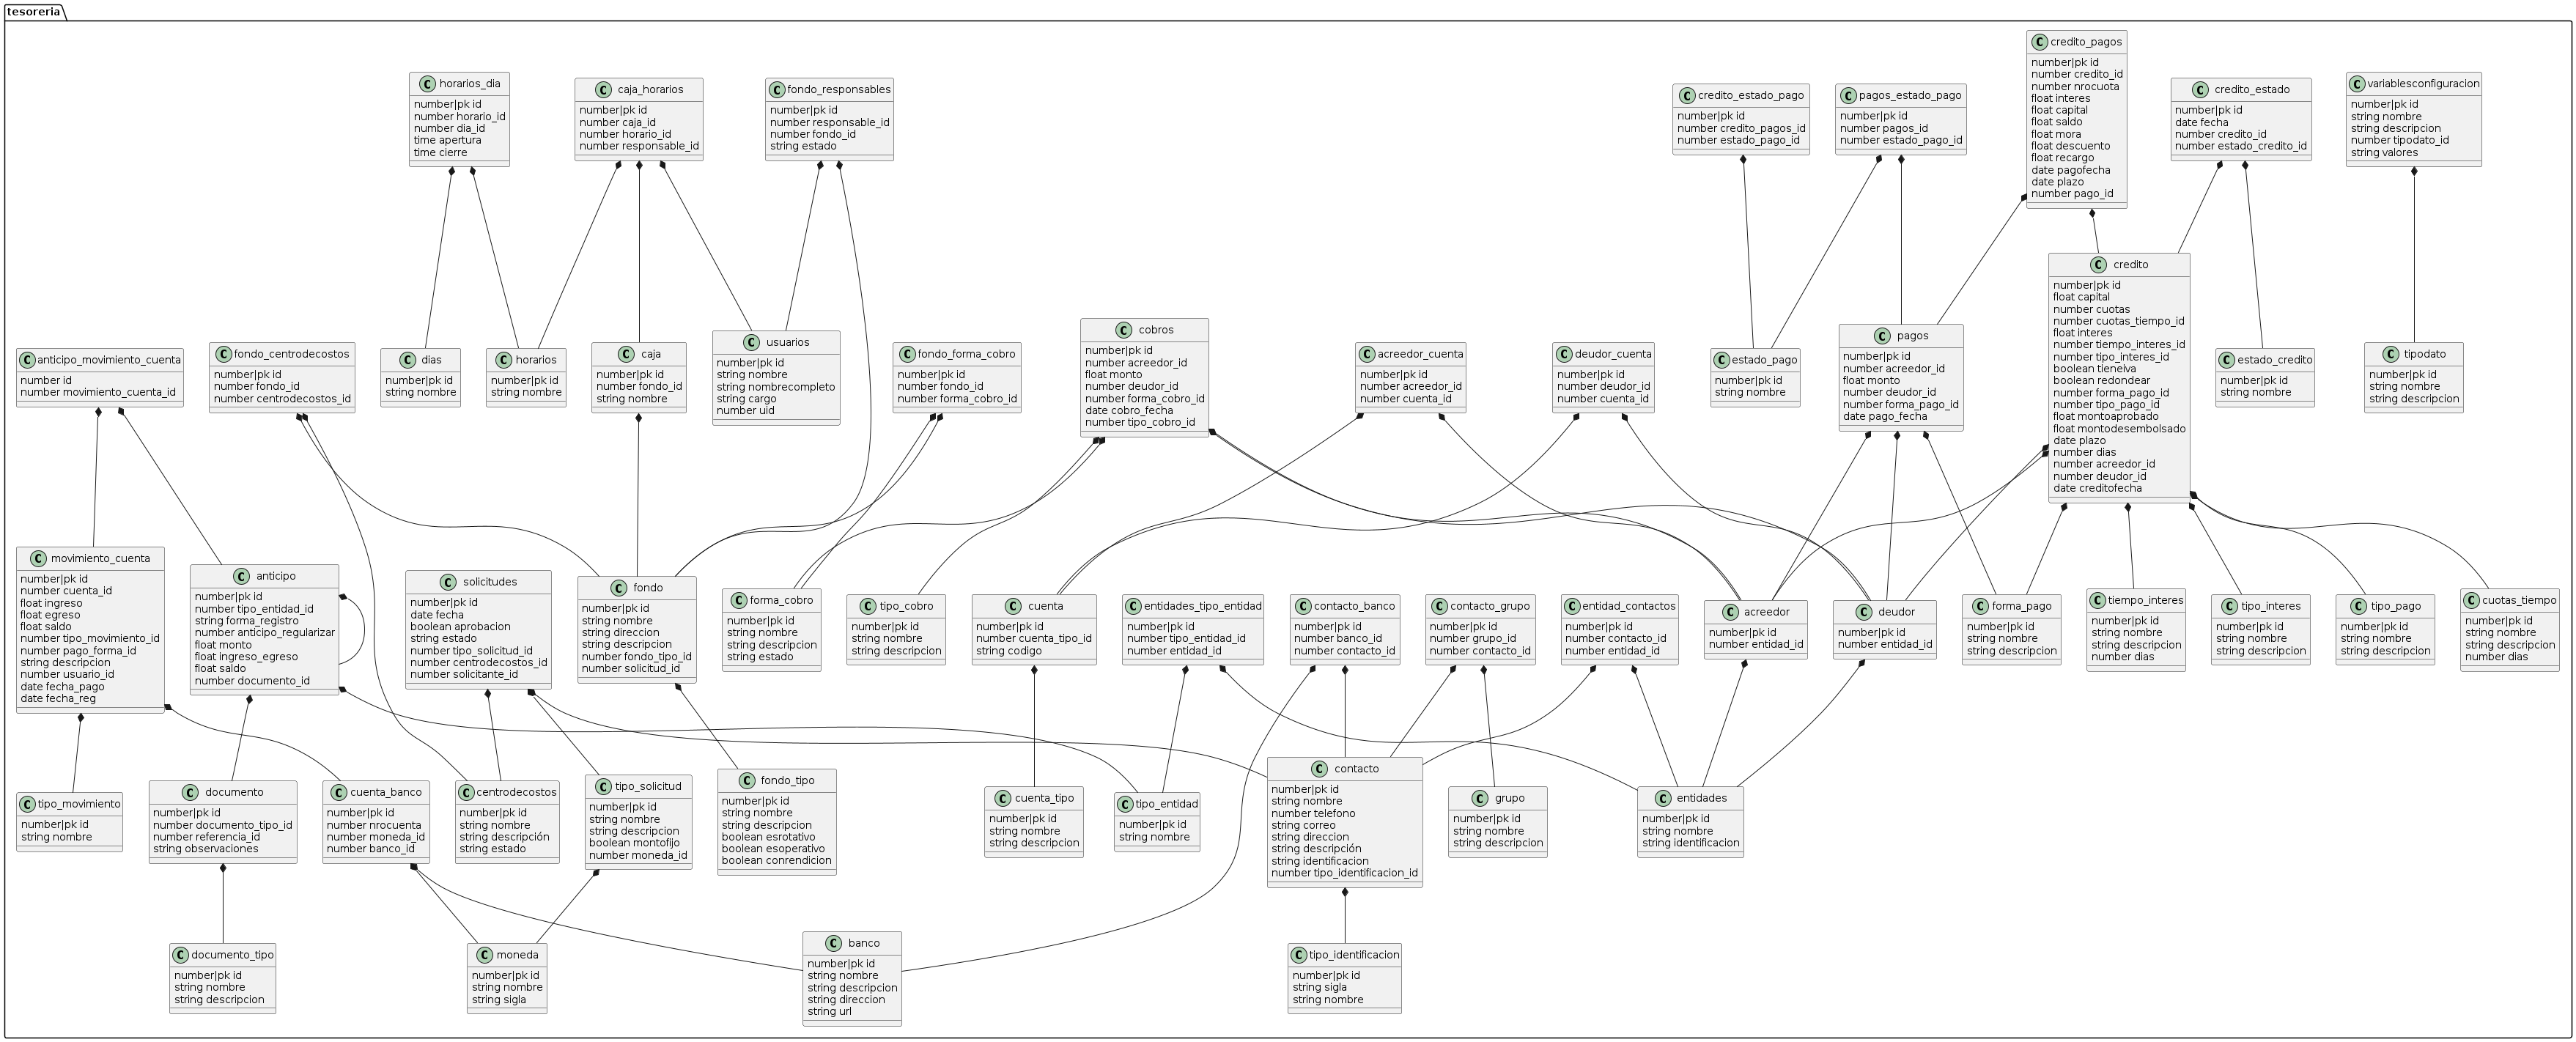 tesoreria
credito_pagos
number|pk id
number credito_id
number nrocuota
float interes
float capital
float saldo
float mora
float descuento
float recargo
date pagofecha
date plazo
number pago_id
horarios_dia
number|pk id
number horario_id
number dia_id
time apertura
time cierre
caja_horarios
number|pk id
number caja_id
number horario_id
number responsable_id
fondo_responsables
number|pk id
number responsable_id
number fondo_id
string estado
credito_estado_pago
number|pk id
number credito_pagos_id
number estado_pago_id
pagos_estado_pago
number|pk id
number pagos_id
number estado_pago_id
credito_estado
number|pk id
date fecha
number credito_id
number estado_credito_id
variablesconfiguracion
number|pk id
string nombre
string descripcion
number tipodato_id
string valores
anticipo_movimiento_cuenta
number id
number movimiento_cuenta_id
fondo_centrodecostos
number|pk id
number fondo_id
number centrodecostos_id
dias
number|pk id
string nombre
horarios
number|pk id
string nombre
caja
number|pk id
number fondo_id
string nombre
usuarios
number|pk id
string nombre
string nombrecompleto
string cargo
number uid
fondo_forma_cobro
number|pk id
number fondo_id
number forma_cobro_id
cobros
number|pk id
number acreedor_id
float monto
number deudor_id
number forma_cobro_id
date cobro_fecha
number tipo_cobro_id
acreedor_cuenta
number|pk id
number acreedor_id
number cuenta_id
deudor_cuenta
number|pk id
number deudor_id
number cuenta_id
estado_pago
number|pk id
string nombre
pagos
number|pk id
number acreedor_id
float monto
number deudor_id
number forma_pago_id
date pago_fecha
credito
number|pk id
float capital
number cuotas
number cuotas_tiempo_id
float interes
number tiempo_interes_id
number tipo_interes_id
boolean tieneiva
boolean redondear
number forma_pago_id
number tipo_pago_id
float montoaprobado
float montodesembolsado
date plazo
number dias
number acreedor_id
number deudor_id
date creditofecha
estado_credito
number|pk id
string nombre
tipodato
number|pk id
string nombre
string descripcion
movimiento_cuenta
number|pk id
number cuenta_id
float ingreso
float egreso
float saldo
number tipo_movimiento_id
number pago_forma_id
string descripcion
number usuario_id
date fecha_pago
date fecha_reg
anticipo
number|pk id
number tipo_entidad_id
string forma_registro
number anticipo_regularizar
float monto
float ingreso_egreso
float saldo
number documento_id
solicitudes
number|pk id
date fecha
boolean aprobacion
string estado
number tipo_solicitud_id
number centrodecostos_id
number solicitante_id
fondo
number|pk id
string nombre
string direccion
string descripcion
number fondo_tipo_id
number solicitud_id
forma_cobro
number|pk id
string nombre
string descripcion
string estado
tipo_cobro
number|pk id
string nombre
string descripcion
cuenta
number|pk id
number cuenta_tipo_id
string codigo
entidades_tipo_entidad
number|pk id
number tipo_entidad_id
number entidad_id
contacto_banco
number|pk id
number banco_id
number contacto_id
contacto_grupo
number|pk id
number grupo_id
number contacto_id
entidad_contactos
number|pk id
number contacto_id
number entidad_id
acreedor
number|pk id
number entidad_id
deudor
number|pk id
number entidad_id
forma_pago
number|pk id
string nombre
string descripcion
tiempo_interes
number|pk id
string nombre
string descripcion
number dias
tipo_interes
number|pk id
string nombre
string descripcion
tipo_pago
number|pk id
string nombre
string descripcion
cuotas_tiempo
number|pk id
string nombre
string descripcion
number dias
tipo_movimiento
number|pk id
string nombre
documento
number|pk id
number documento_tipo_id
number referencia_id
string observaciones
cuenta_banco
number|pk id
number nrocuenta
number moneda_id
number banco_id
centrodecostos
number|pk id
string nombre
string descripción
string estado
tipo_solicitud
number|pk id
string nombre
string descripcion
boolean montofijo
number moneda_id
fondo_tipo
number|pk id
string nombre
string descripcion
boolean esrotativo
boolean esoperativo
boolean conrendicion
cuenta_tipo
number|pk id
string nombre
string descripcion
tipo_entidad
number|pk id
string nombre
contacto
number|pk id
string nombre
number telefono
string correo
string direccion
string descripción
string identificacion
number tipo_identificacion_id
grupo
number|pk id
string nombre
string descripcion
entidades
number|pk id
string nombre
string identificacion
documento_tipo
number|pk id
string nombre
string descripcion
moneda
number|pk id
string nombre
string sigla
banco
number|pk id
string nombre
string descripcion
string direccion
string url
tipo_identificacion
number|pk id
string sigla
string nombre